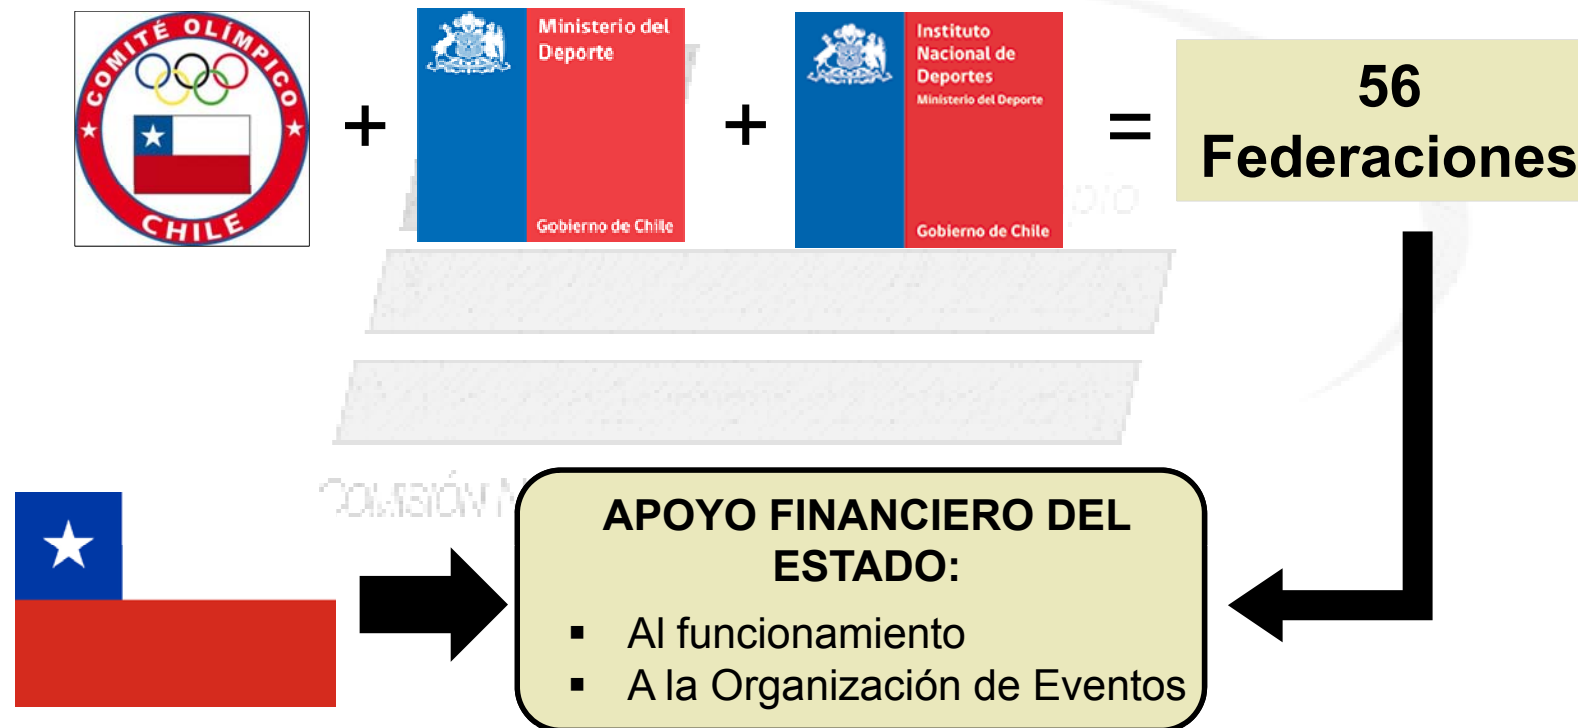 COMITÉ OLÍMPICO
CHILE
+
Ministerio del
Deporte
Gobierno de Chile
+
Instituto
Nacional de
Deportes
Ministerio del Deporte
Gobierno de Chile
=
56
Federaciones
COMISIÓN
APOYO FINANCIERO DEL
ESTADO:
▪ Al funcionamiento
▪ A la Organización de Eventos